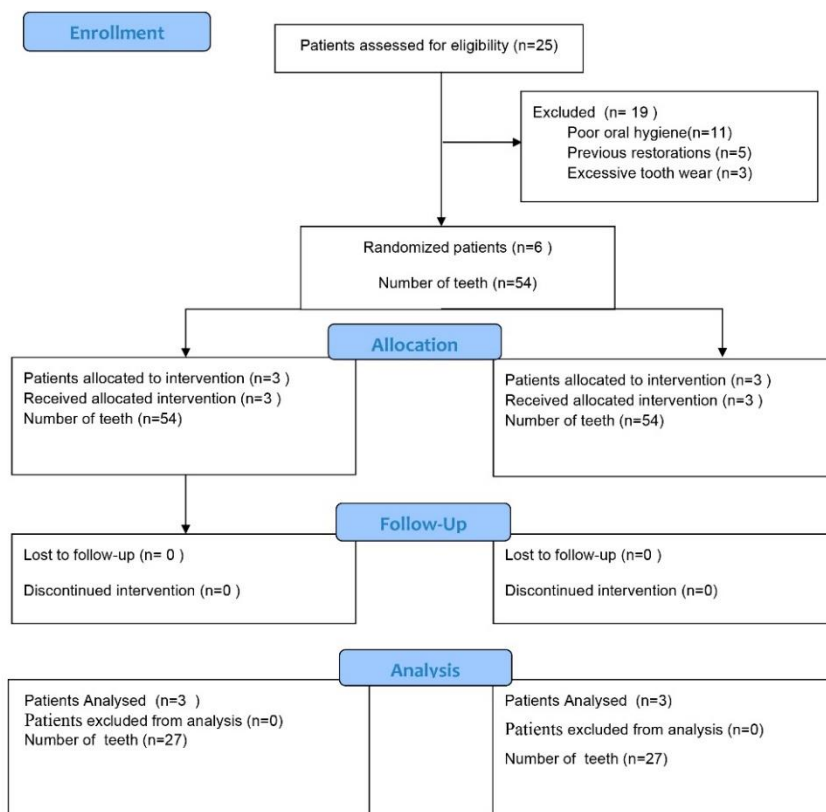 Enrollment
Patients assessed for eligibility (n=25)
Excluded (n= 19 )
Poor oral hygiene(n=11)
Previous restorations (n=5)
Excessive tooth wear (n=3)
Randomized patients (n=6 )
Number of teeth (n=54)
Allocation
Patients allocated to intervention (n=3 )
Received allocated intervention (n=3 )
Number of teeth (n=54)
Patients allocated to intervention (n=3 )
Received allocated intervention (n=3 )
Number of teeth (n=54)
Follow-Up
Lost to follow-up (n= 0 )
Discontinued intervention (n=0 )
Lost to follow-up (n=0 )
Discontinued intervention (n=0)
Analysis
Patients Analysed (n=3 )
Patients excluded from analysis (n=0)
Number of teeth (n=27)
Patients Analysed (n=3)
Patients excluded from analysis (n=0)
Number of teeth (n=27)